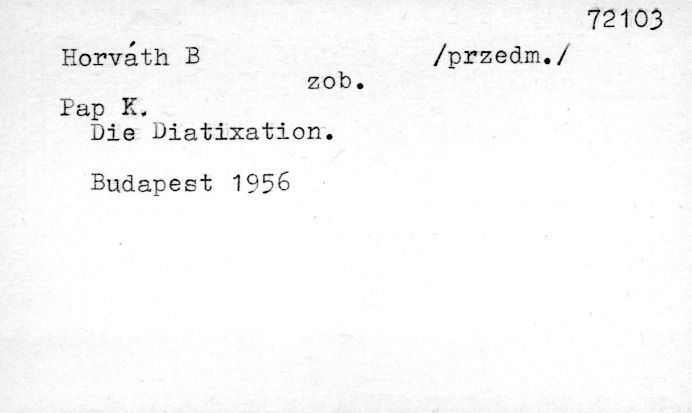 72103
Horváth B /przedm./
zob.
Pap K.
Die Diatixation.
Budapest 1956